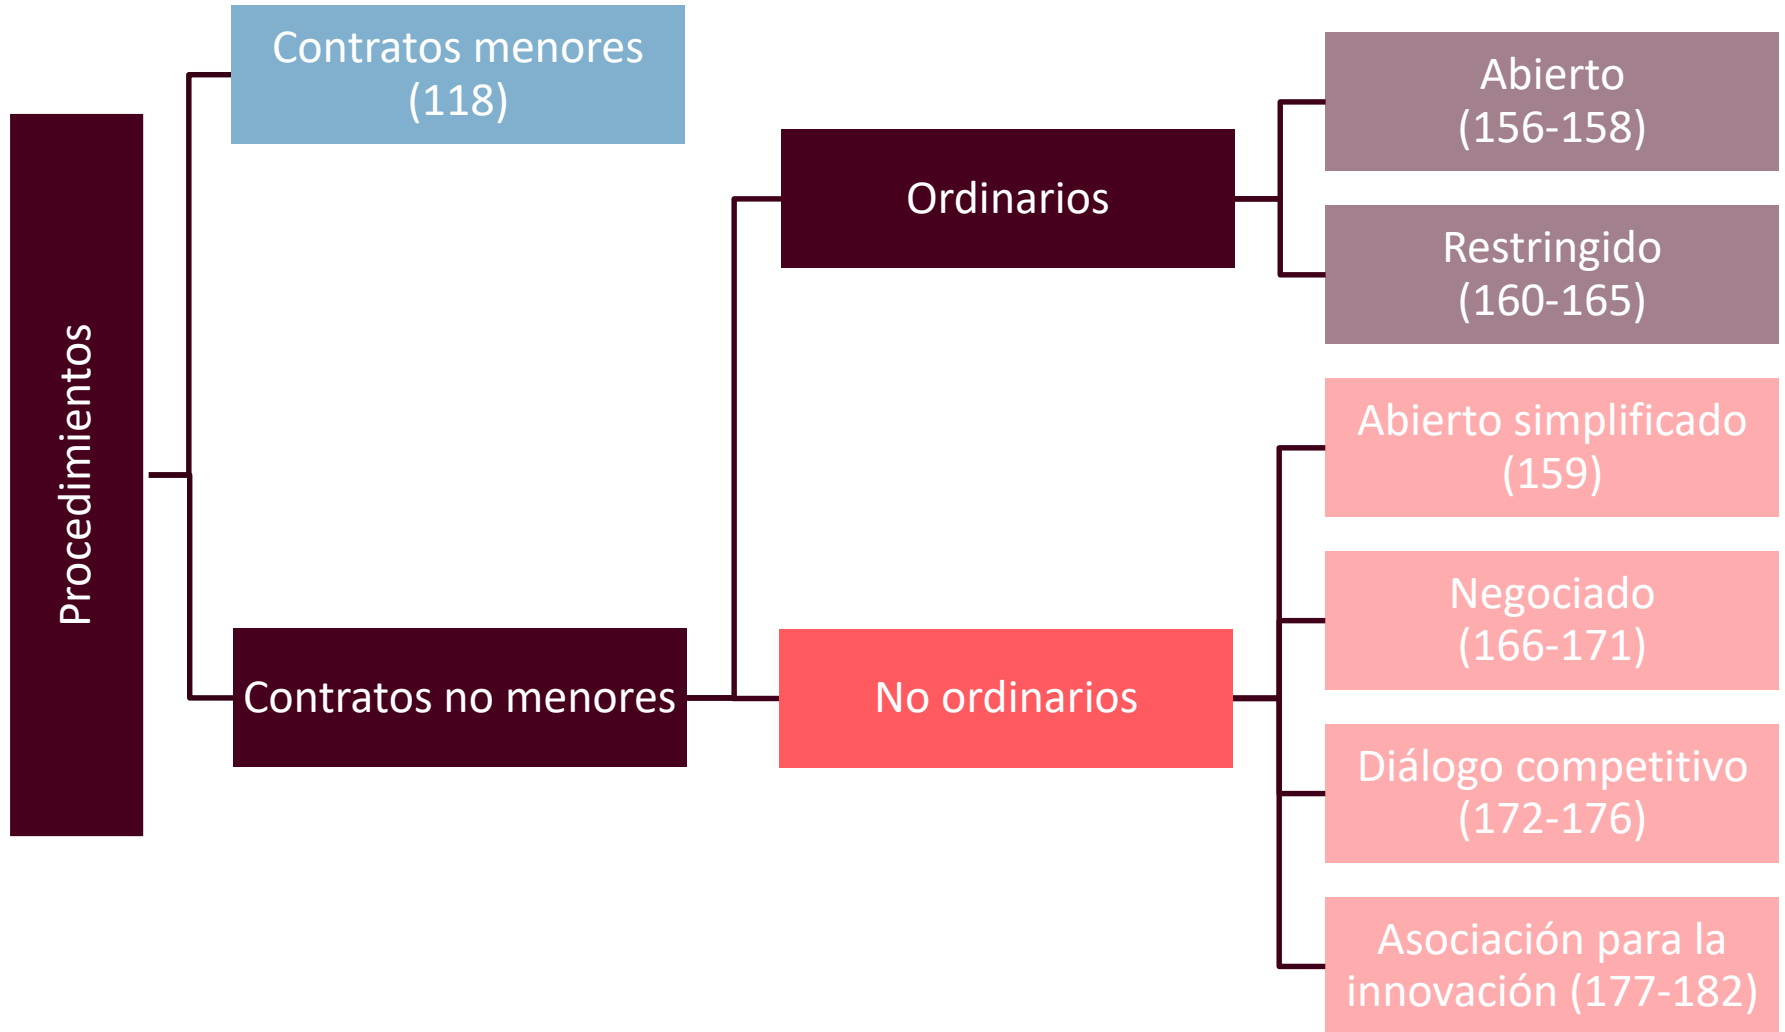 Procedimientos
Contratos menores
(118)
Contratos no menores
Ordinarios
Abierto
(156-158)
Restringido
(160-165)
No ordinarios
Abierto simplificado
(159)
Negociado
(166-171)
Diálogo competitivo
(172-176)
Asociación para la
innovación (177-182)